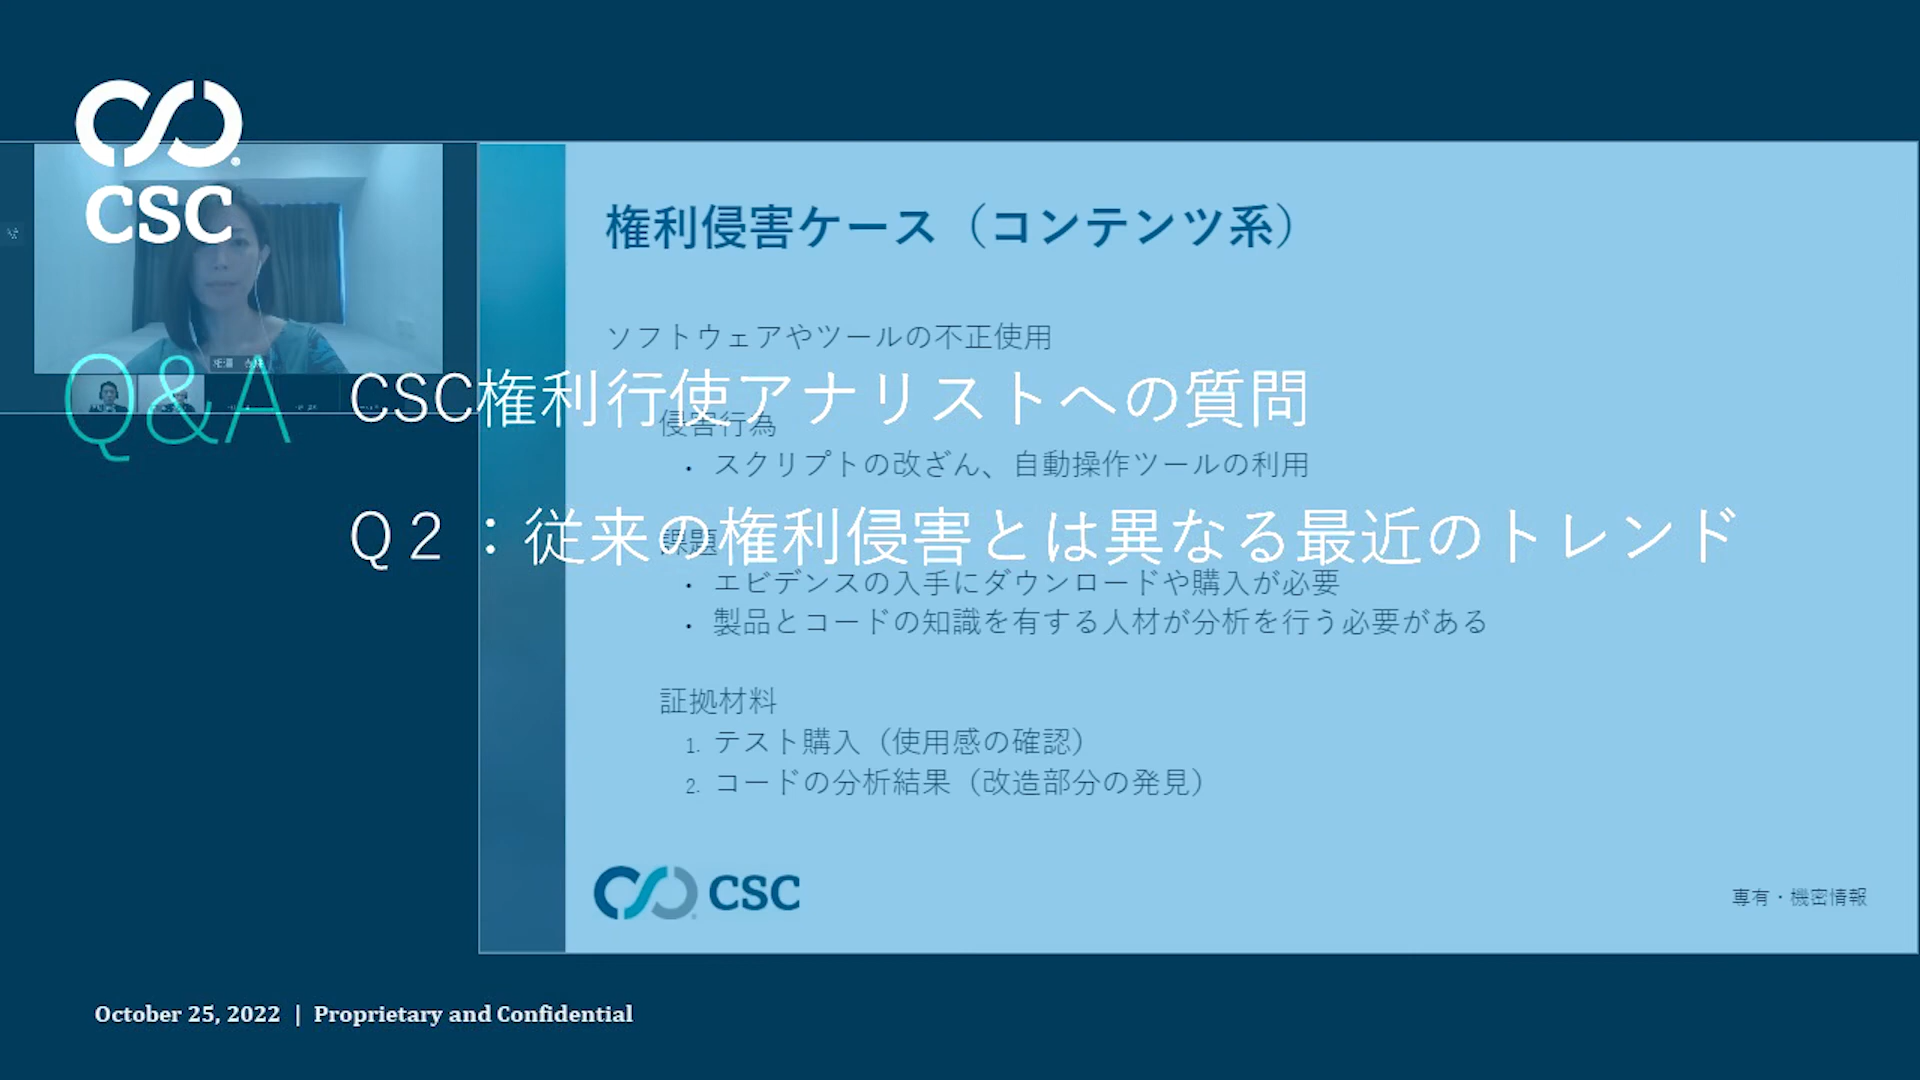 CSC
権利侵害ケース（コンテンツ系）
ソフトウェアやツールの不正使用
Q&A
CSC権利行使アナリストへの質問
侵害行為
・ スクリプトの改ざん、自動操作ツールの利用
Q２：従来の権利侵害とは異なる最近のトレンド
課題
・ エビデンスの入手にダウンロードや購入が必要
・ 製品とコードの知識を有する人材が分析を行う必要がある
証拠材料
1. テスト購入（使用感の確認）
2. コードの分析結果（改造部分の発見）
CSC
専有・機密情報
October 25, 2022 | Proprietary and Confidential